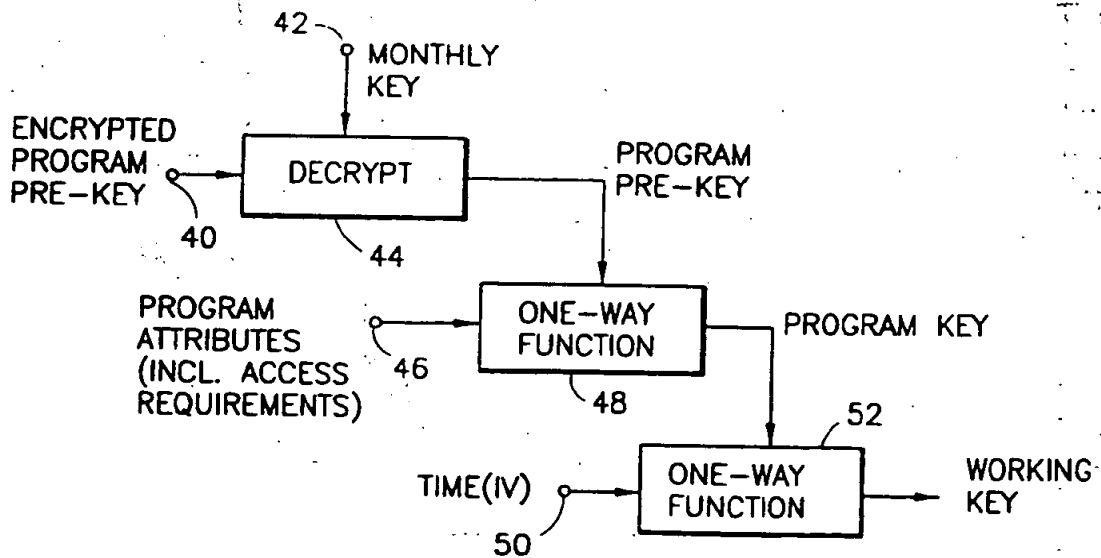 42
MONTHLY
KEY
ENCRYPTED
PROGRAM
PRE-KEY
40
DECRYPT
44
PROGRAM
PRE-KEY
PROGRAM
ATTRIBUTES
(INCL. ACCESS
REQUIREMENTS)
46
ONE-WAY
FUNCTION
48
PROGRAM KEY
52
TIME(IV)
50
ONE-WAY
FUNCTION
WORKING
KEY